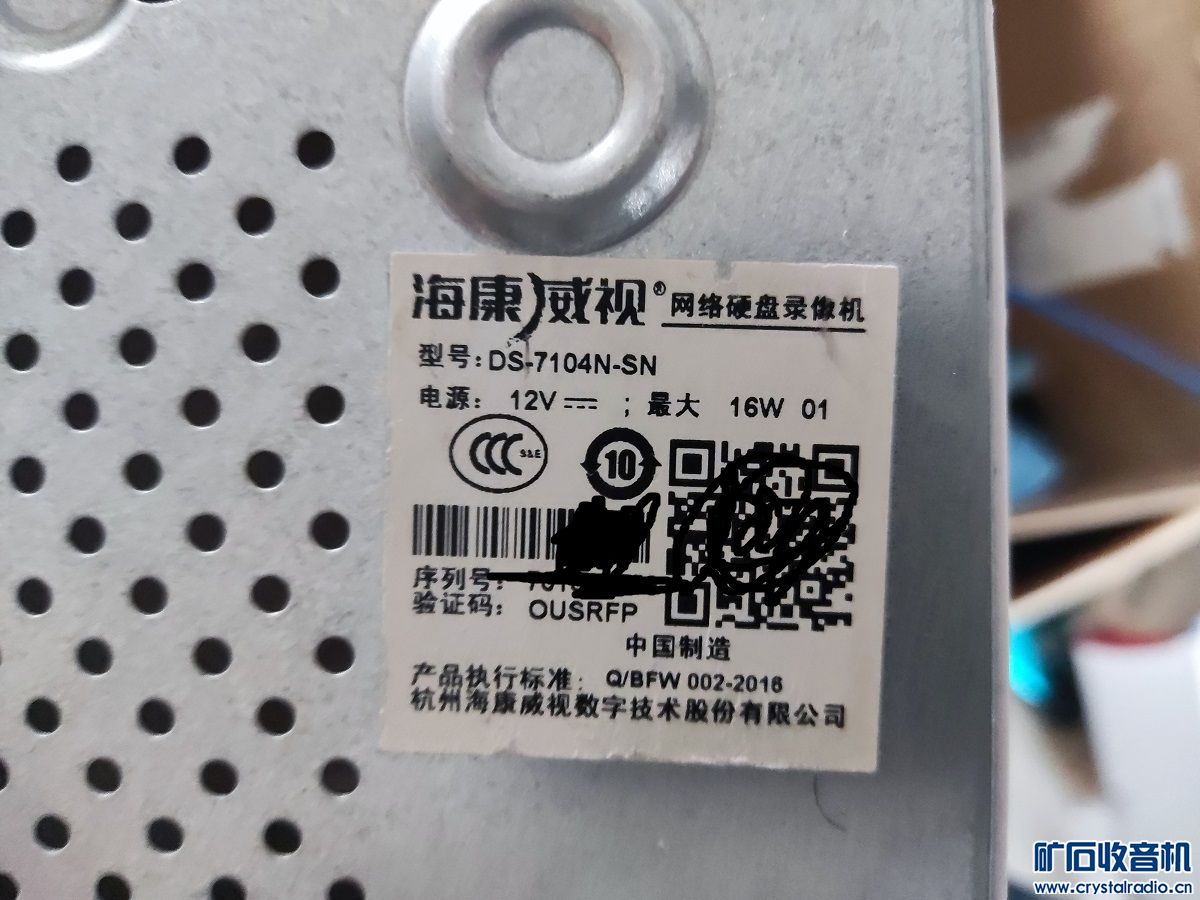 海康威视® 网络硬盘录像机
型号：DS-7104N-SN
电源： 12V ；最大 16W 01
CCC S&E
10
序列号：
验证码： OUSRFP
中国制造
产品执行标准： Q/BFW 002-2016
杭州海康威视数字技术股份有限公司
矿石收音机
www.crystalradio.cn